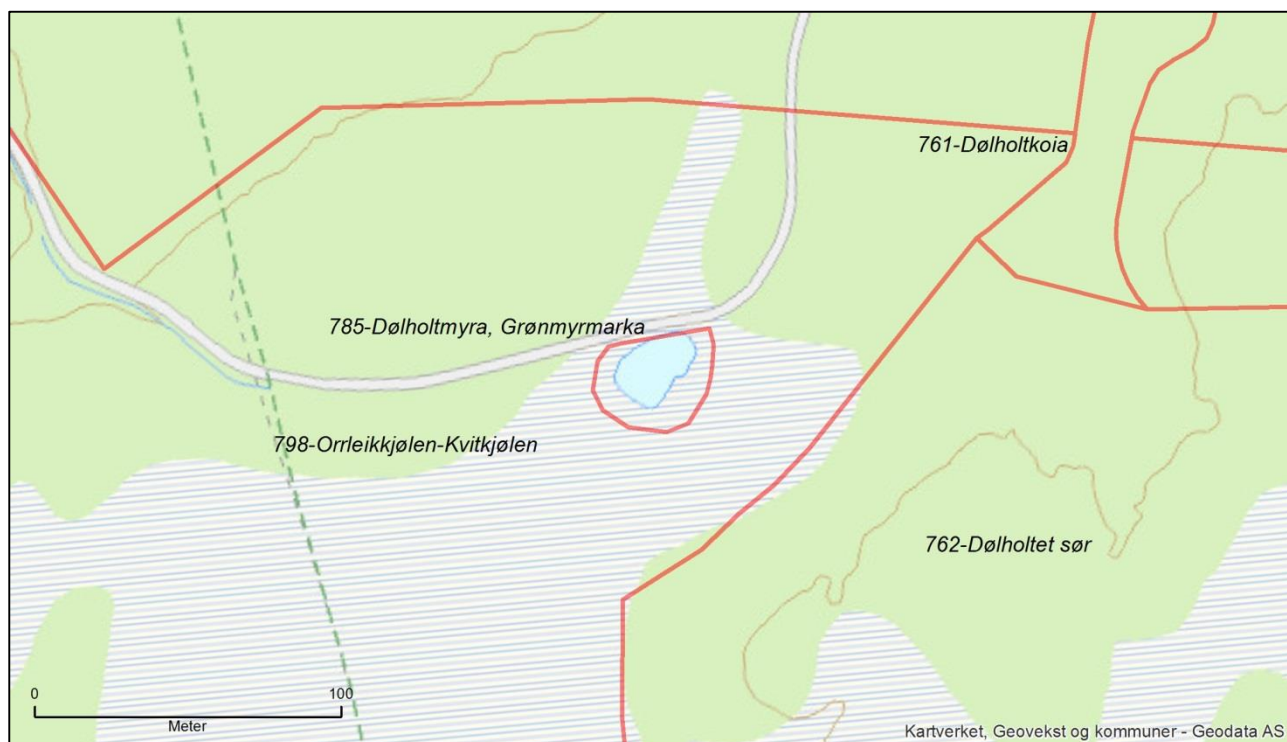 761-Dølholtkoia
785-Dølholtmyra, Grønmyrmarka
798-Orrleikkjølen-Kvitkjølen
762-Dølholtet sør
0 100
Meter
Kartverket, Geovekst og kommuner - Geodata AS